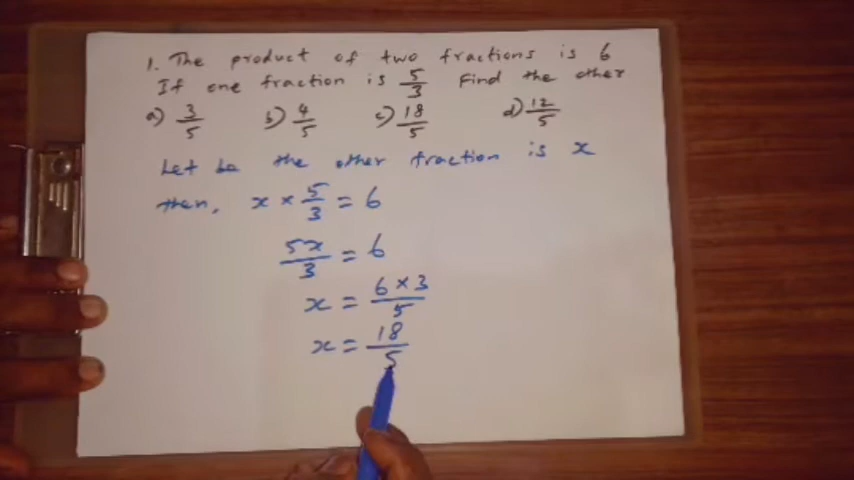 1. The product of two fractions is 6
If one fraction is 5/3 Find the other
a) 3/5 b) 4/5 c) 18/5 d) 12/5
Let be the other fraction is x
then, x × 5/3 = 6
5x/3 = 6
x = 6 × 3/5
x = 18/5